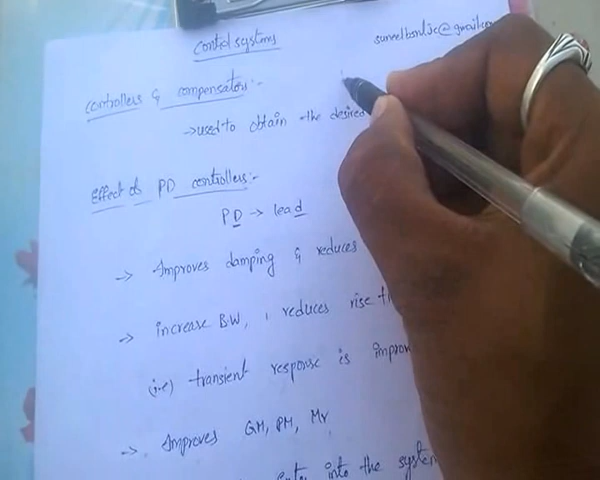 Control systems
controllers & compensators:-
→ used to obtain the desired
Effect of PD controllers:-
PD → lead
→ Improves damping & reduces
→ increase BW, reduces rise
(i.e) transient response is
→ Improves GM, PM, Mr
into the system